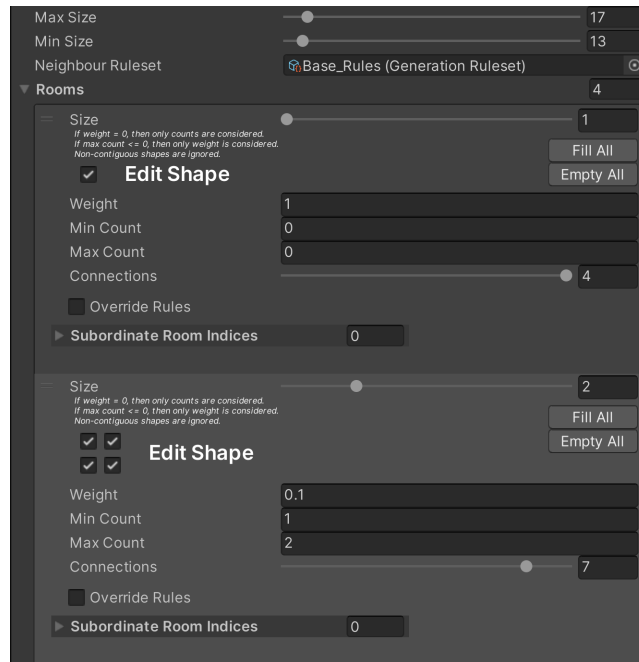 Max Size 17
Min Size 13
Neighbour Ruleset Base_Rules (Generation Ruleset)
Rooms 4
Size 1
If weight = 0, then only counts are considered.
If max count <= 0, then only weight is considered.
Non-contiguous shapes are ignored.
Fill All
Edit Shape Empty All
Weight 1
Min Count 0
Max Count 0
Connections 4
Override Rules
Subordinate Room Indices 0
Size 2
If weight = 0, then only counts are considered.
If max count <= 0, then only weight is considered.
Non-contiguous shapes are ignored.
Fill All
Edit Shape Empty All
Weight 0.1
Min Count 1
Max Count 2
Connections 7
Override Rules
Subordinate Room Indices 0